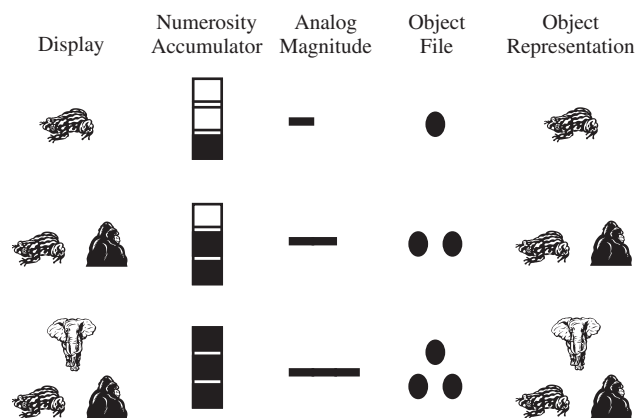 Display
Numerosity
Accumulator
Analog
Magnitude
Object
File
Object
Representation